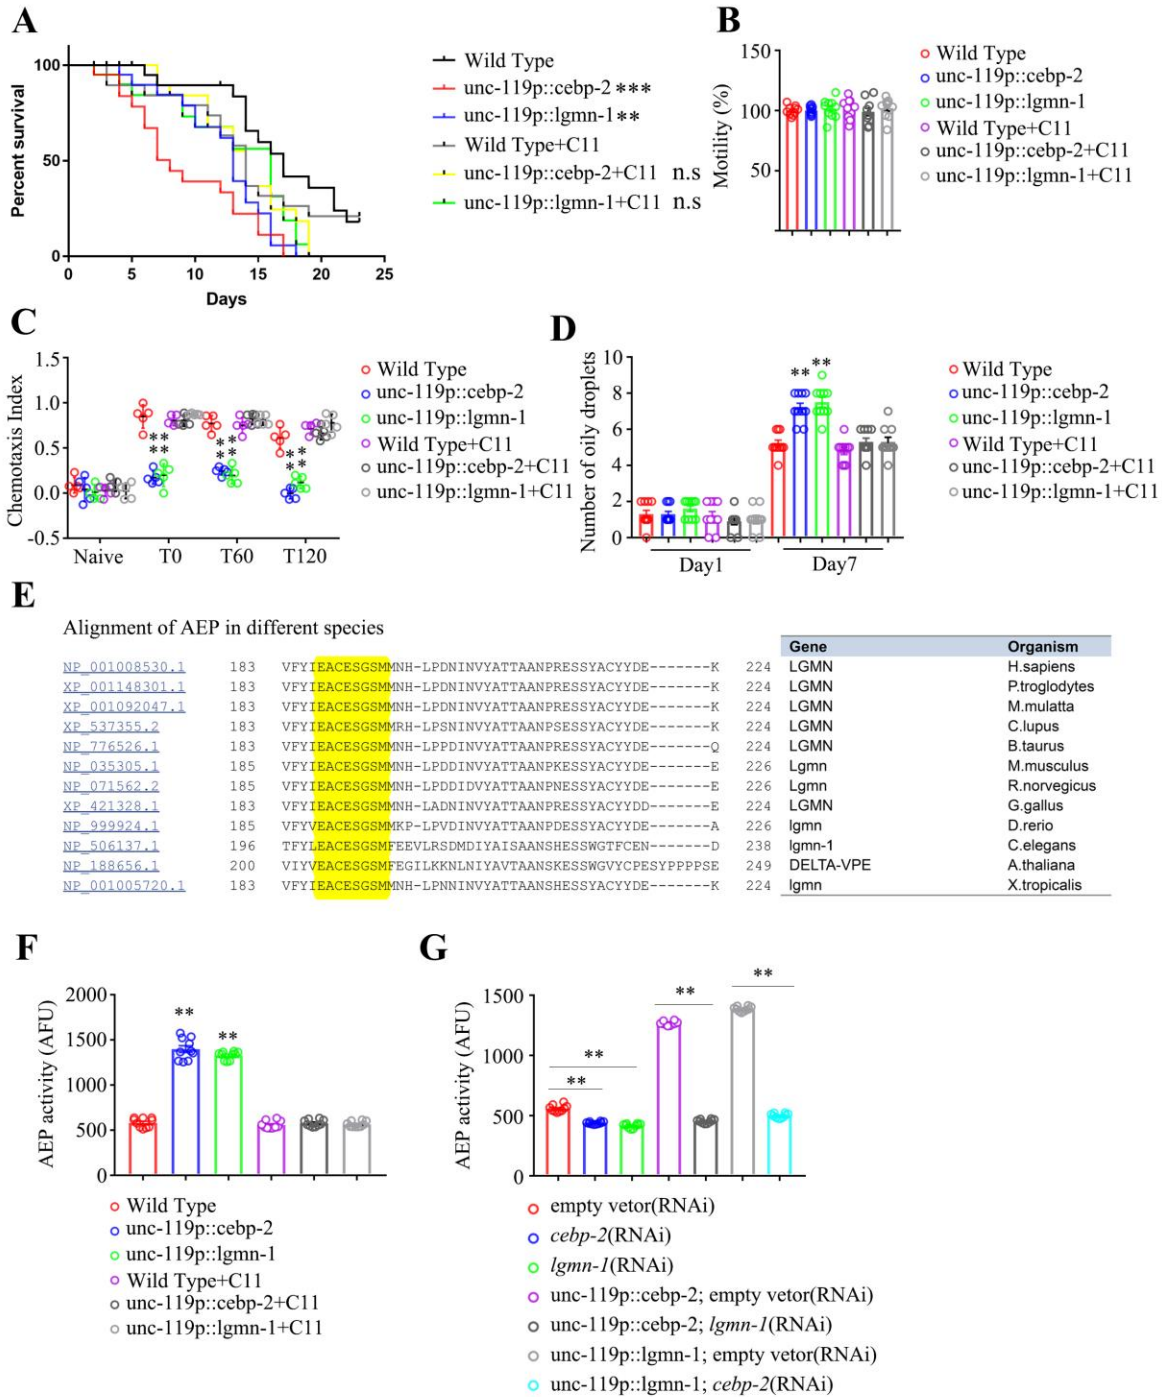 A
100
50
0
Percent survival
0 5 10 15 20 25
Days
Wild Type
unc-119p::cebp-2 ***
unc-119p::lgmn-1 **
Wild Type+C11
unc-119p::cebp-2+C11 n.s
unc-119p::lgmn-1+C11 n.s
B
150
100
50
Motility (%)
Wild Type
unc-119p::cebp-2
unc-119p::lgmn-1
Wild Type+C11
unc-119p::cebp-2+C11
unc-119p::lgmn-1+C11
C
1.5
1.0
0.5
0.0
-0.5
Chemotaxis Index
** ** ** ** ** **
Naive T0 T60 T120
Wild Type
unc-119p::cebp-2
unc-119p::lgmn-1
Wild Type+C11
unc-119p::cebp-2+C11
unc-119p::lgmn-1+C11
D
10
8
6
4
2
0
Number of oily droplets
** **
Day1 Day7
Wild Type
unc-119p::cebp-2
unc-119p::lgmn-1
Wild Type+C11
unc-119p::cebp-2+C11
unc-119p::lgmn-1+C11
E
Alignment of AEP in different species
Gene Organism
NP_001008530.1 183 VFYIEACESGSMMNH-LPDNINVYATTAANPRESSYACYYDE-------K 224 LGMN H.sapiens
XP_001148301.1 183 VFYIEACESGSMMNH-LPDNINVYATTAANPRESSYACYYDE-------K 224 LGMN P.troglodytes
XP_001092047.1 183 VFYIEACESGSMMNH-LPDNINVYATTAANPRESSYACYYDE-------K 224 LGMN M.mulatta
XP_537355.2 183 VFYIEACESGSMMRH-LPSNINVYATTAANPRESSYACYYDE-------K 224 LGMN C.lupus
NP_776526.1 183 VFYIEACESGSMMNH-LPPDINVYATTAANPRESSYACYYDE-------Q 224 LGMN B.taurus
NP_035305.1 185 VFYIEACESGSMMNH-LPDDINVYATTAANPKESSYACYYDE-------E 226 Lgmn M.musculus
NP_071562.2 185 VFYIEACESGSMMNH-LPDDIDVYATTAANPNESSYACYYDE-------E 226 Lgmn R.norvegicus
XP_421328.1 183 VFYIEACESGSMMNH-LADNINVYATTAANPRESSYACYYDD-------E 224 LGMN G.gallus
NP_999924.1 185 VFYVEACESGSMMKP-LPVDINVYATTAANPDESSYACYYDE-------A 226 lgmn D.rerio
NP_506137.1 196 TFYLEACESGSMFEEVLRSDMDIYAISAANSHESSWGTFCEN-------D 238 lgmn-1 C.elegans
NP_188656.1 200 VIYVEACESGSMFEGILKKNLNIYAVTAANSKESSWGVYCPESYPPPPSE 249 DELTA-VPE A.thaliana
NP_001005720.1 183 VFYIEACESGSMMNH-LPNNINVYATTAANSHESSYACYYDE-------K 224 lgmn X.tropicalis
F
2000
1500
1000
500
0
AEP activity (AFU)
** **
Wild Type
unc-119p::cebp-2
unc-119p::lgmn-1
Wild Type+C11
unc-119p::cebp-2+C11
unc-119p::lgmn-1+C11
G
1500
1000
500
0
AEP activity (AFU)
** ** ** **
empty vetor(RNAi)
cebp-2(RNAi)
lgmn-1(RNAi)
unc-119p::cebp-2; empty vetor(RNAi)
unc-119p::cebp-2; lgmn-1(RNAi)
unc-119p::lgmn-1; empty vetor(RNAi)
unc-119p::lgmn-1; cebp-2(RNAi)